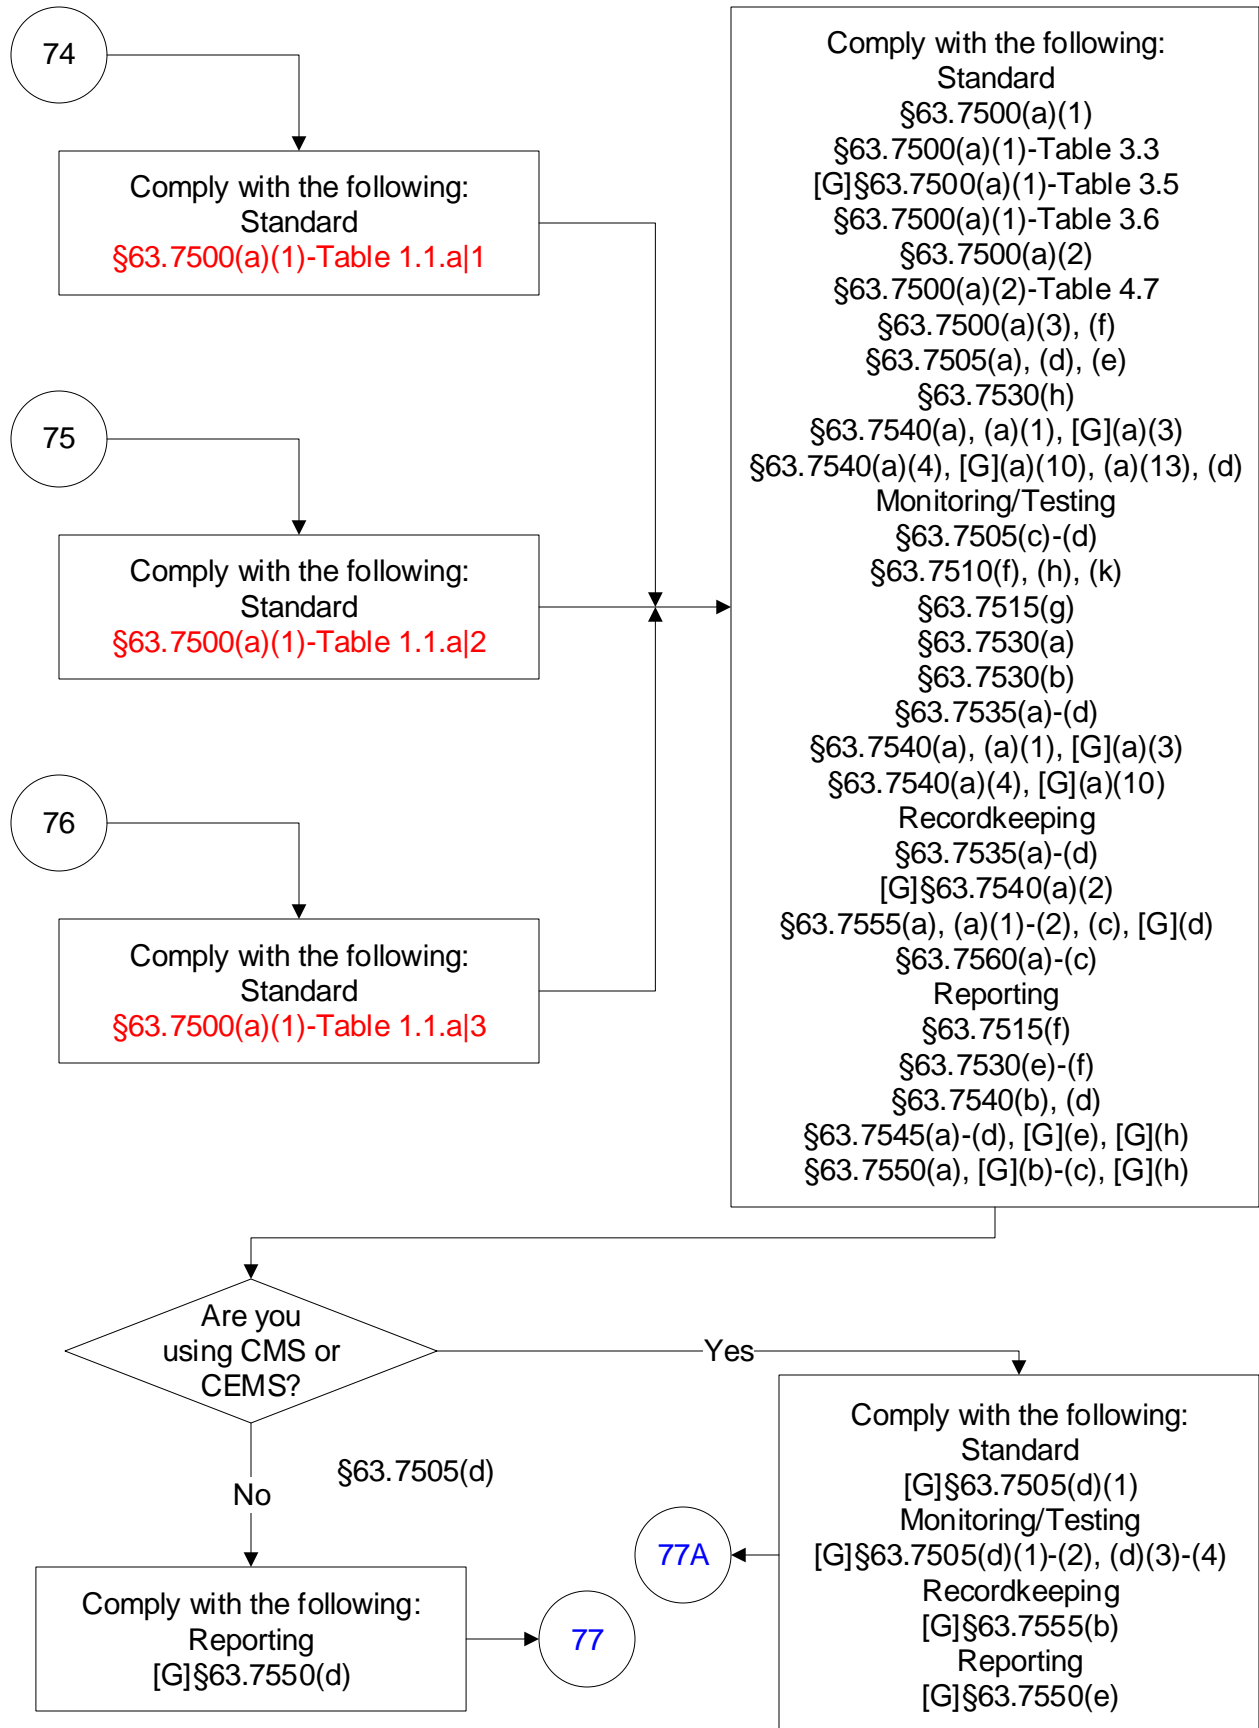 74
Comply with the following:
Standard
§63.7500(a)(1)-Table 1.1.a|1
75
Comply with the following:
Standard
§63.7500(a)(1)-Table 1.1.a|2
76
Comply with the following:
Standard
§63.7500(a)(1)-Table 1.1.a|3
Comply with the following:
Standard
§63.7500(a)(1)
§63.7500(a)(1)-Table 3.3
[G]§63.7500(a)(1)-Table 3.5
§63.7500(a)(1)-Table 3.6
§63.7500(a)(2)
§63.7500(a)(2)-Table 4.7
§63.7500(a)(3), (f)
§63.7505(a), (d), (e)
§63.7530(h)
§63.7540(a), (a)(1), [G](a)(3)
§63.7540(a)(4), [G](a)(10), (a)(13), (d)
Monitoring/Testing
§63.7505(c)-(d)
§63.7510(f), (h), (k)
§63.7515(g)
§63.7530(a)
§63.7530(b)
§63.7535(a)-(d)
§63.7540(a), (a)(1), [G](a)(3)
§63.7540(a)(4), [G](a)(10)
Recordkeeping
§63.7535(a)-(d)
[G]§63.7540(a)(2)
§63.7555(a), (a)(1)-(2), (c), [G](d)
§63.7560(a)-(c)
Reporting
§63.7515(f)
§63.7530(e)-(f)
§63.7540(b), (d)
§63.7545(a)-(d), [G](e), [G](h)
§63.7550(a), [G](b)-(c), [G](h)
Are you
using CMS or
CEMS?
Yes
No
§63.7505(d)
Comply with the following:
Reporting
[G]§63.7550(d)
77
77A
Comply with the following:
Standard
[G]§63.7505(d)(1)
Monitoring/Testing
[G]§63.7505(d)(1)-(2), (d)(3)-(4)
Recordkeeping
[G]§63.7555(b)
Reporting
[G]§63.7550(e)